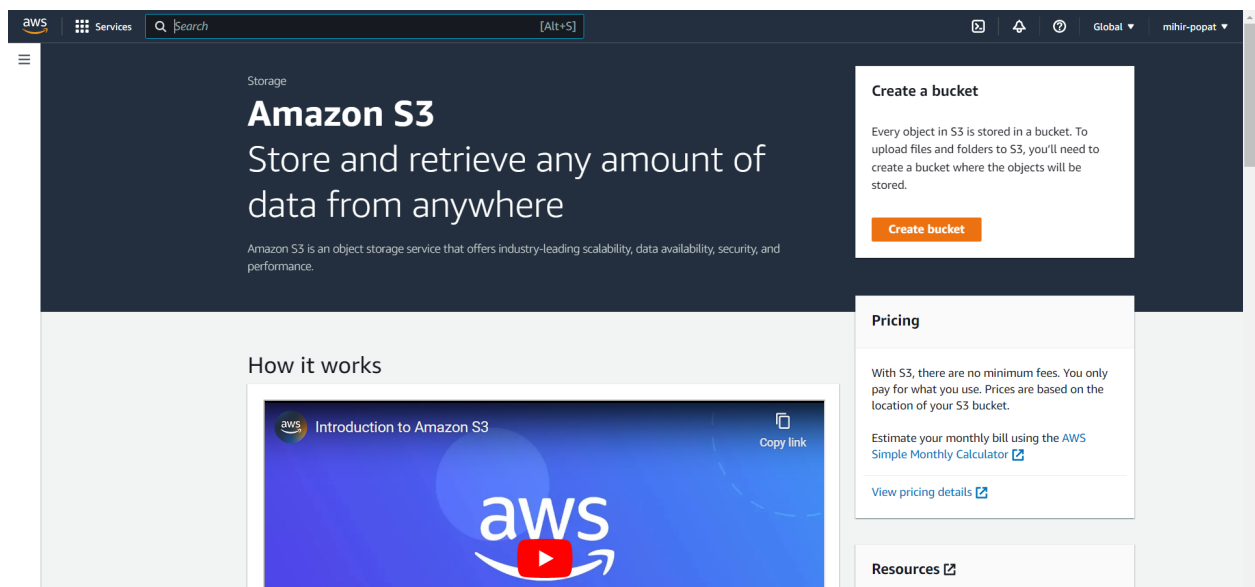 aws
Services
Search
[Alt+S]
Global
mihir-popat
Storage
Amazon S3
Store and retrieve any amount of
data from anywhere
Amazon S3 is an object storage service that offers industry-leading scalability, data availability, security, and
performance.
Create a bucket
Every object in S3 is stored in a bucket. To
upload files and folders to S3, you'll need to
create a bucket where the objects will be
stored.
Create bucket
How it works
aws
Introduction to Amazon S3
Copy link
aws
Pricing
With S3, there are no minimum fees. You only
pay for what you use. Prices are based on the
location of your S3 bucket.
Estimate your monthly bill using the AWS
Simple Monthly Calculator
View pricing details
Resources